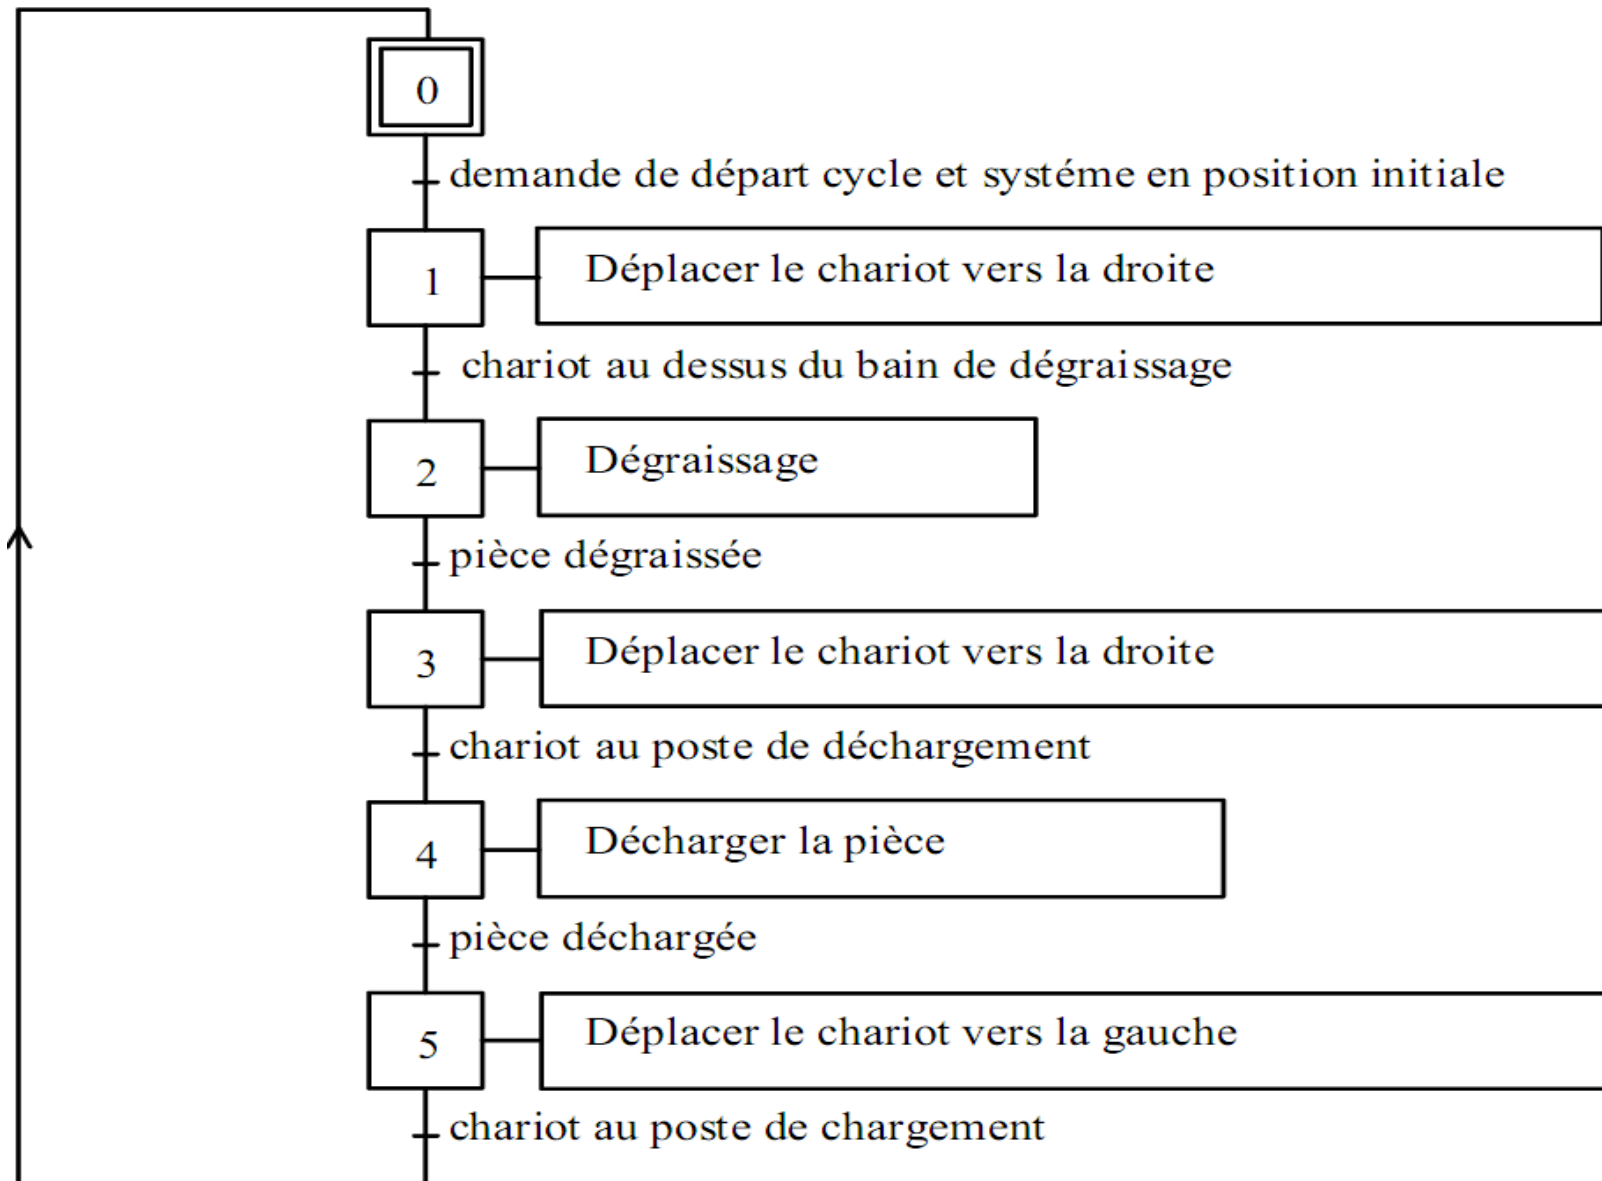 0
demande de départ cycle et systéme en position initiale
1
Déplacer le chariot vers la droite
chariot au dessus du bain de dégraissage
2
Dégraissage
pièce dégraissée
3
Déplacer le chariot vers la droite
chariot au poste de déchargement
4
Décharger la pièce
pièce déchargée
5
Déplacer le chariot vers la gauche
chariot au poste de chargement